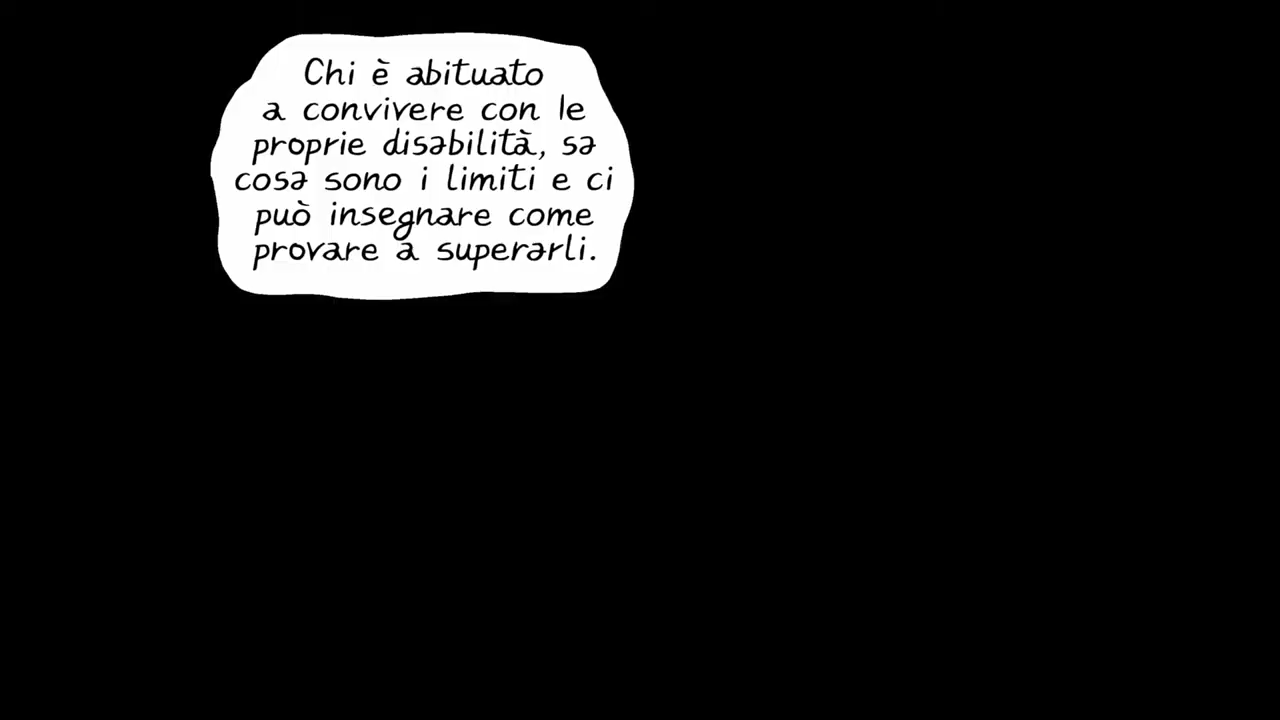 Chi è abituato
a convivere con le
proprie disabilità, sa
cosa sono i limiti e ci
può insegnare come
provare a superarli.